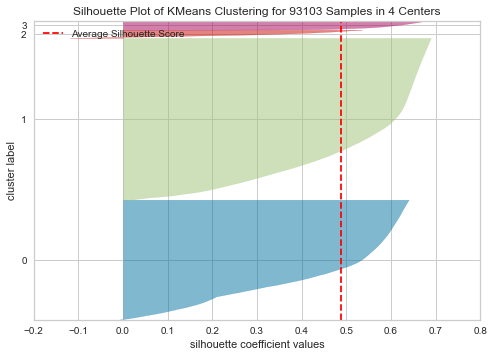 Silhouette Plot of KMeans Clustering for 93103 Samples in 4 Centers
3
2
Average Silhouette Score
1
0
cluster label
−0.2 −0.1 0.0 0.1 0.2 0.3 0.4 0.5 0.6 0.7 0.8
silhouette coefficient values